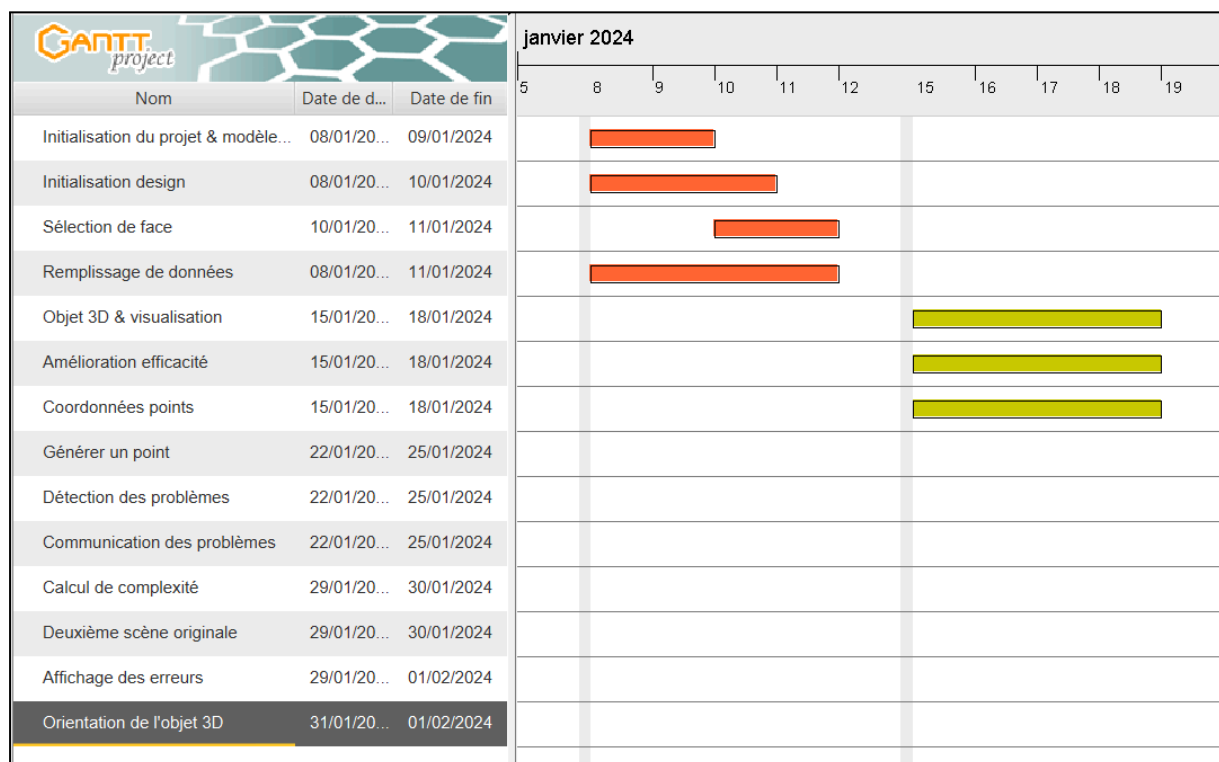 GANTT project
janvier 2024
5 8 9 10 11 12 15 16 17 18 19
Nom Date de d... Date de fin
Initialisation du projet & modèle... 08/01/20... 09/01/2024
Initialisation design 08/01/20... 10/01/2024
Sélection de face 10/01/20... 11/01/2024
Remplissage de données 08/01/20... 11/01/2024
Objet 3D & visualisation 15/01/20... 18/01/2024
Amélioration efficacité 15/01/20... 18/01/2024
Coordonnées points 15/01/20... 18/01/2024
Générer un point 22/01/20... 25/01/2024
Détection des problèmes 22/01/20... 25/01/2024
Communication des problèmes 22/01/20... 25/01/2024
Calcul de complexité 29/01/20... 30/01/2024
Deuxième scène originale 29/01/20... 30/01/2024
Affichage des erreurs 29/01/20... 01/02/2024
Orientation de l'objet 3D 31/01/20... 01/02/2024